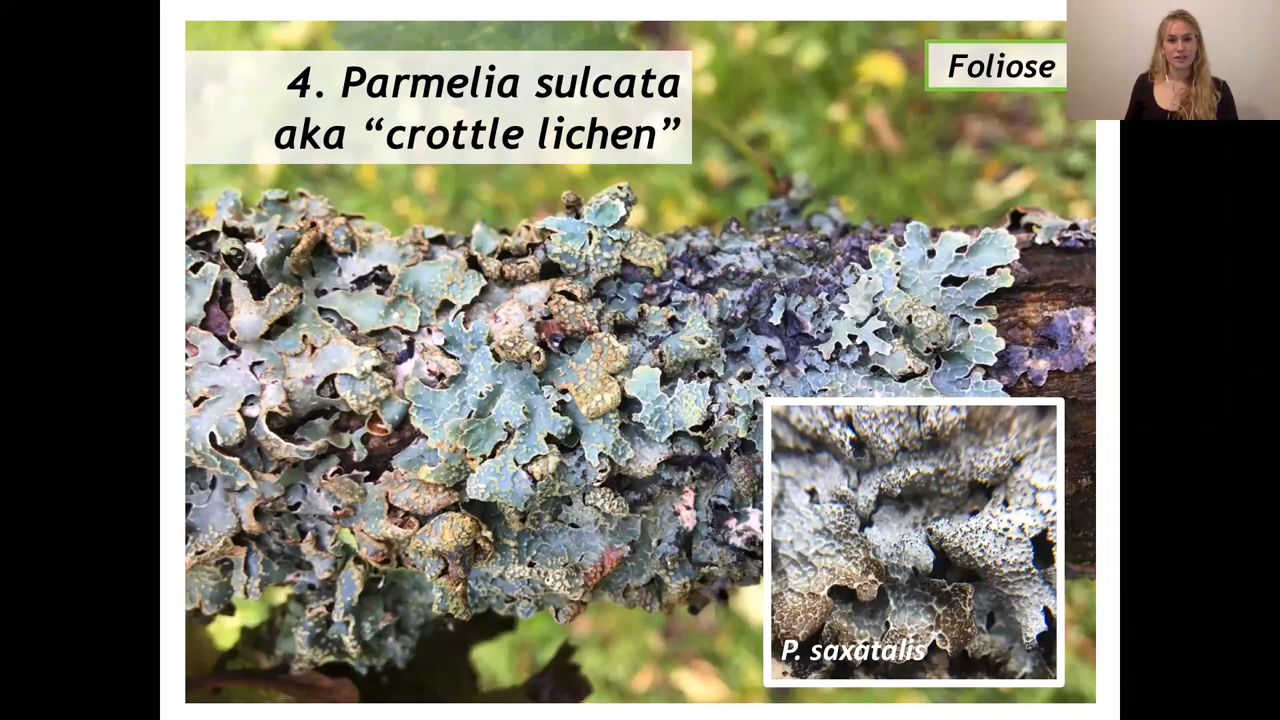 4. Parmelia sulcata
aka “crottle lichen”
Foliose
P. saxatalis